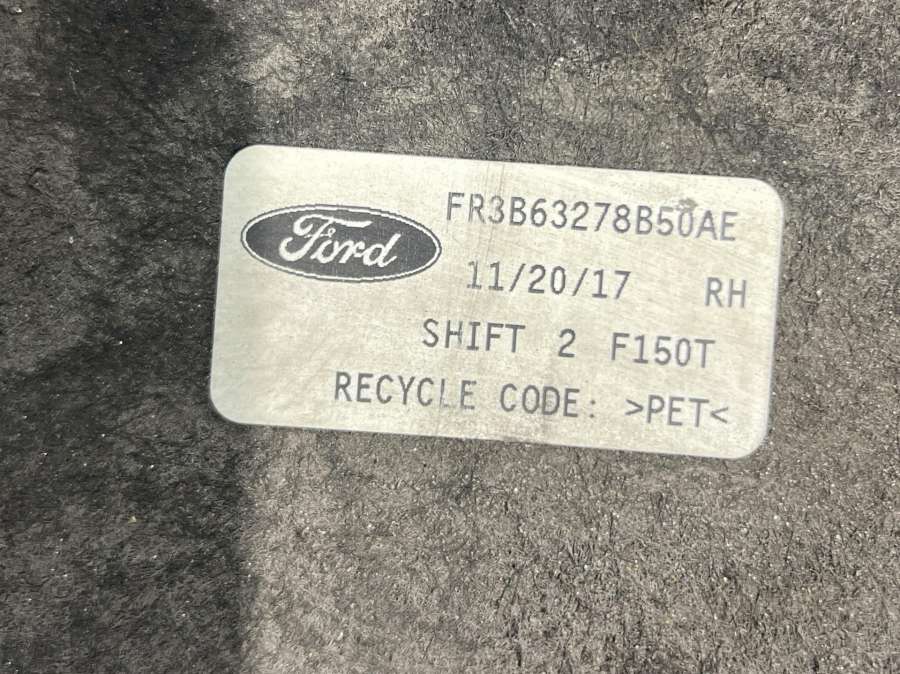 Ford
FR3B63278B50AE
11/20/17 RH
SHIFT 2 F150T
RECYCLE CODE: >PET<